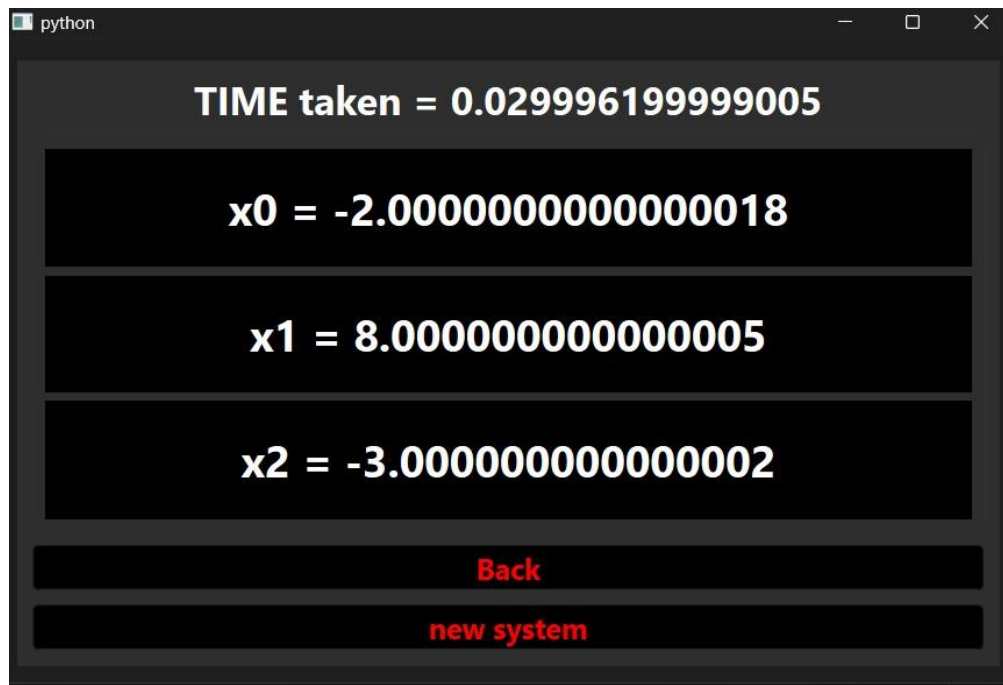 python
TIME taken = 0.029996199999005
x0 = -2.0000000000000018
x1 = 8.000000000000005
x2 = -3.000000000000002
Back
new system